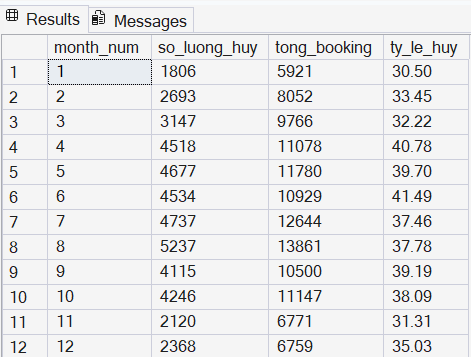 Results Messages
month_num so_luong_huy tong_booking ty_le_huy
1 1 1806 5921 30.50
2 2 2693 8052 33.45
3 3 3147 9766 32.22
4 4 4518 11078 40.78
5 5 4677 11780 39.70
6 6 4534 10929 41.49
7 7 4737 12644 37.46
8 8 5237 13861 37.78
9 9 4115 10500 39.19
10 10 4246 11147 38.09
11 11 2120 6771 31.31
12 12 2368 6759 35.03